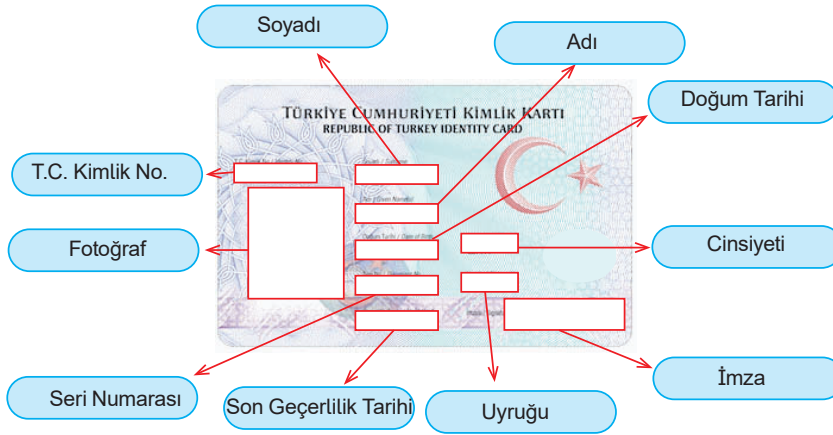 Soyadı
Adı
Doğum Tarihi
TÜRKİYE CUMHURİYETİ KİMLİK KARTI
REPUBLIC OF TURKEY IDENTITY CARD
T.C. Kimlik No.
Fotoğraf
Cinsiyeti
Seri Numarası
Son Geçerlilik Tarihi
Uyruğu
İmza